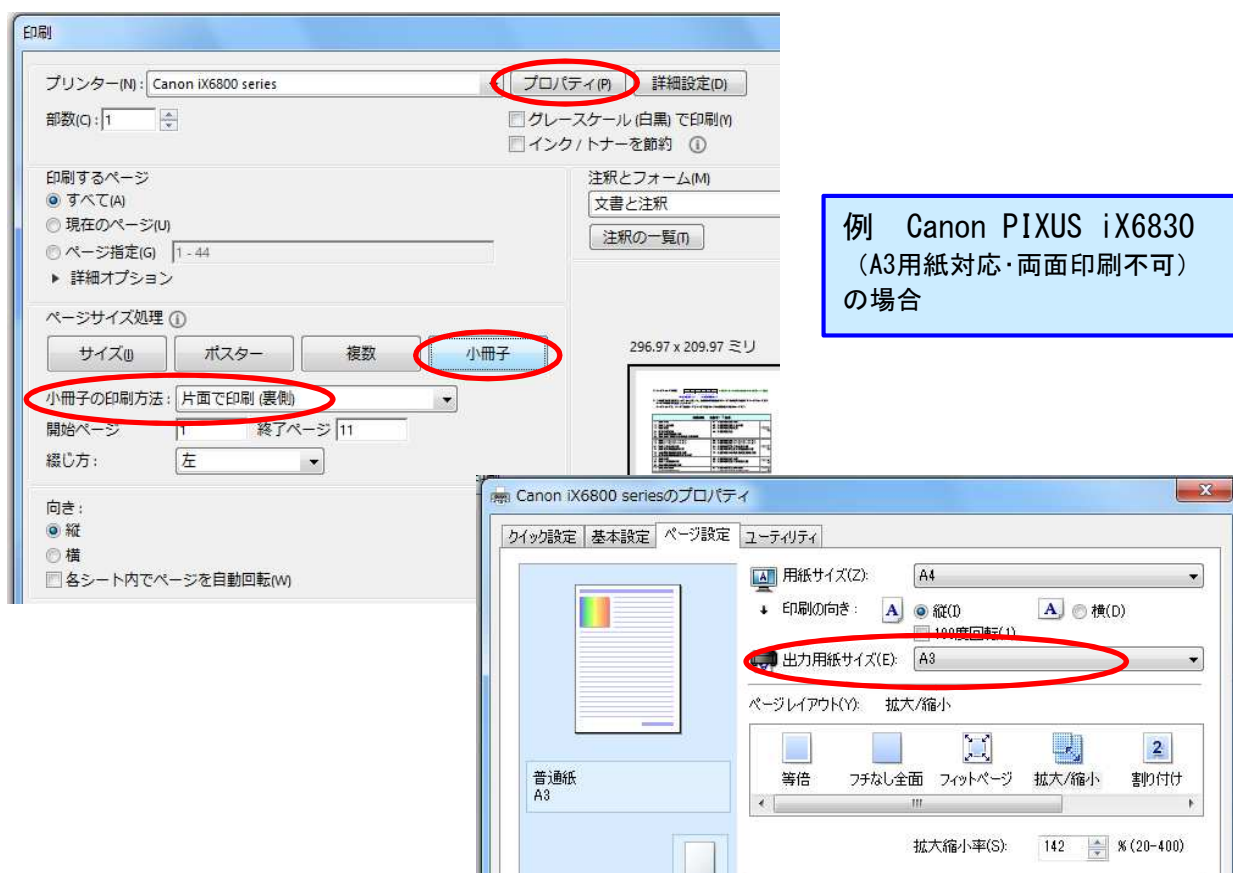 印刷
プリンター(N): Canon iX6800 series プロパティ(P) 詳細設定(D)
部数(C): 1
グレースケール (白黒) で印刷(Y)
インク / トナーを節約
印刷するページ
すべて(A)
現在のページ(U)
ページ指定(G) 1 - 44
詳細オプション
注釈とフォーム(M)
文書と注釈
注釈の一覧(T)
例 Canon PIXUS iX6830
(A3用紙対応・両面印刷不可)
の場合
ページサイズ処理
サイズ(I) ポスター 複数 小冊子
小冊子の印刷方法: 片面で印刷 (裏側)
開始ページ 1 終了ページ 11
綴じ方: 左
向き:
縦
横
各シート内でページを自動回転(W)
296.97 x 209.97 ミリ
Canon iX6800 seriesのプロパティ
クイック設定 基本設定 ページ設定 ユーティリティ
用紙サイズ(Z): A4
印刷の向き: A 縦(I) A 横(D)
180度回転(1)
出力用紙サイズ(E): A3
ページレイアウト(Y): 拡大/縮小
等倍 フチなし全面 フィットページ 拡大/縮小 割り付け
普通紙
A3
拡大縮小率(S): 142 % (20-400)